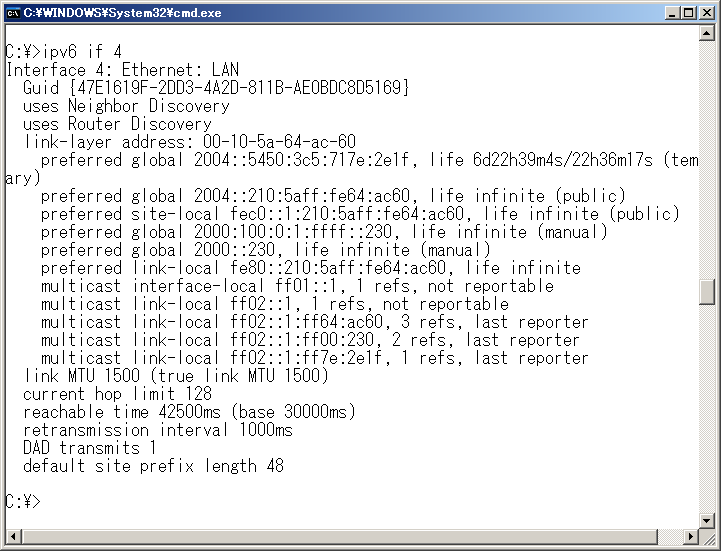 C:¥WINDOWS¥System32¥cmd.exe
C:¥>ipv6 if 4
Interface 4: Ethernet: LAN
  Guid {47E1619F-2DD3-4A2D-811B-AE0BDC8D5169}
  uses Neighbor Discovery
  uses Router Discovery
  link-layer address: 00-10-5a-64-ac-60
    preferred global 2004::5450:3c5:717e:2e1f, life 6d22h39m4s/22h36m17s (tem
ary)
    preferred global 2004::210:5aff:fe64:ac60, life infinite (public)
    preferred site-local fec0::1:210:5aff:fe64:ac60, life infinite (public)
    preferred global 2000:100:0:1:ffff::230, life infinite (manual)
    preferred global 2000::230, life infinite (manual)
    preferred link-local fe80::210:5aff:fe64:ac60, life infinite
    multicast interface-local ff01::1, 1 refs, not reportable
    multicast link-local ff02::1, 1 refs, not reportable
    multicast link-local ff02::1:ff64:ac60, 3 refs, last reporter
    multicast link-local ff02::1:ff00:230, 2 refs, last reporter
    multicast link-local ff02::1:ff7e:2e1f, 1 refs, last reporter
  link MTU 1500 (true link MTU 1500)
  current hop limit 128
  reachable time 42500ms (base 30000ms)
  retransmission interval 1000ms
  DAD transmits 1
  default site prefix length 48
C:¥>